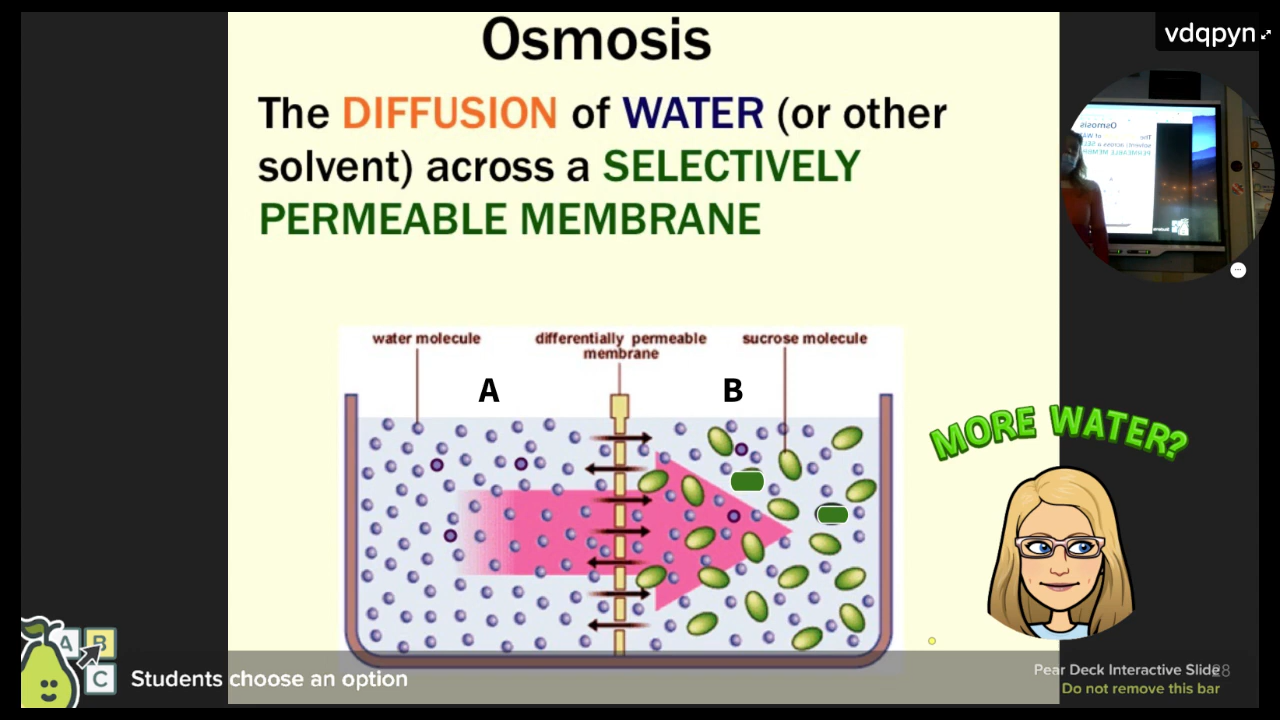 Osmosis
The DIFFUSION of WATER (or other
solvent) across a SELECTIVELY
PERMEABLE MEMBRANE
water molecule
differentially permeable
membrane
sucrose molecule
A
B
MORE WATER?
vdqpyn
A
B
C
Students choose an option
Pear Deck Interactive Slide
28
Do not remove this bar